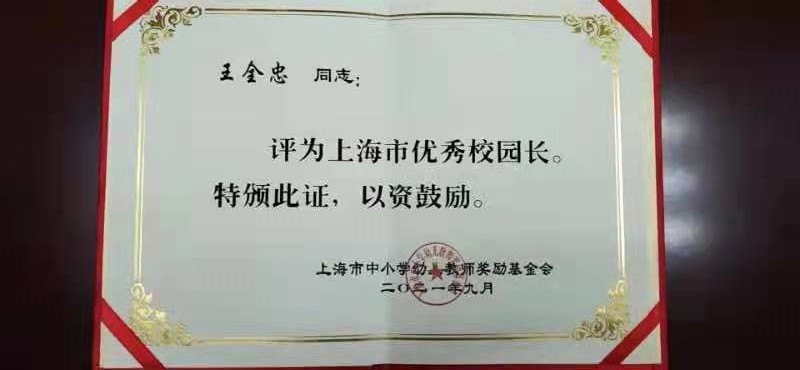 王全忠 同志：
评为上海市优秀校园长。
特颁此证，以资鼓励。
上海市中小学幼儿教师奖励基金会
二〇二一年九月